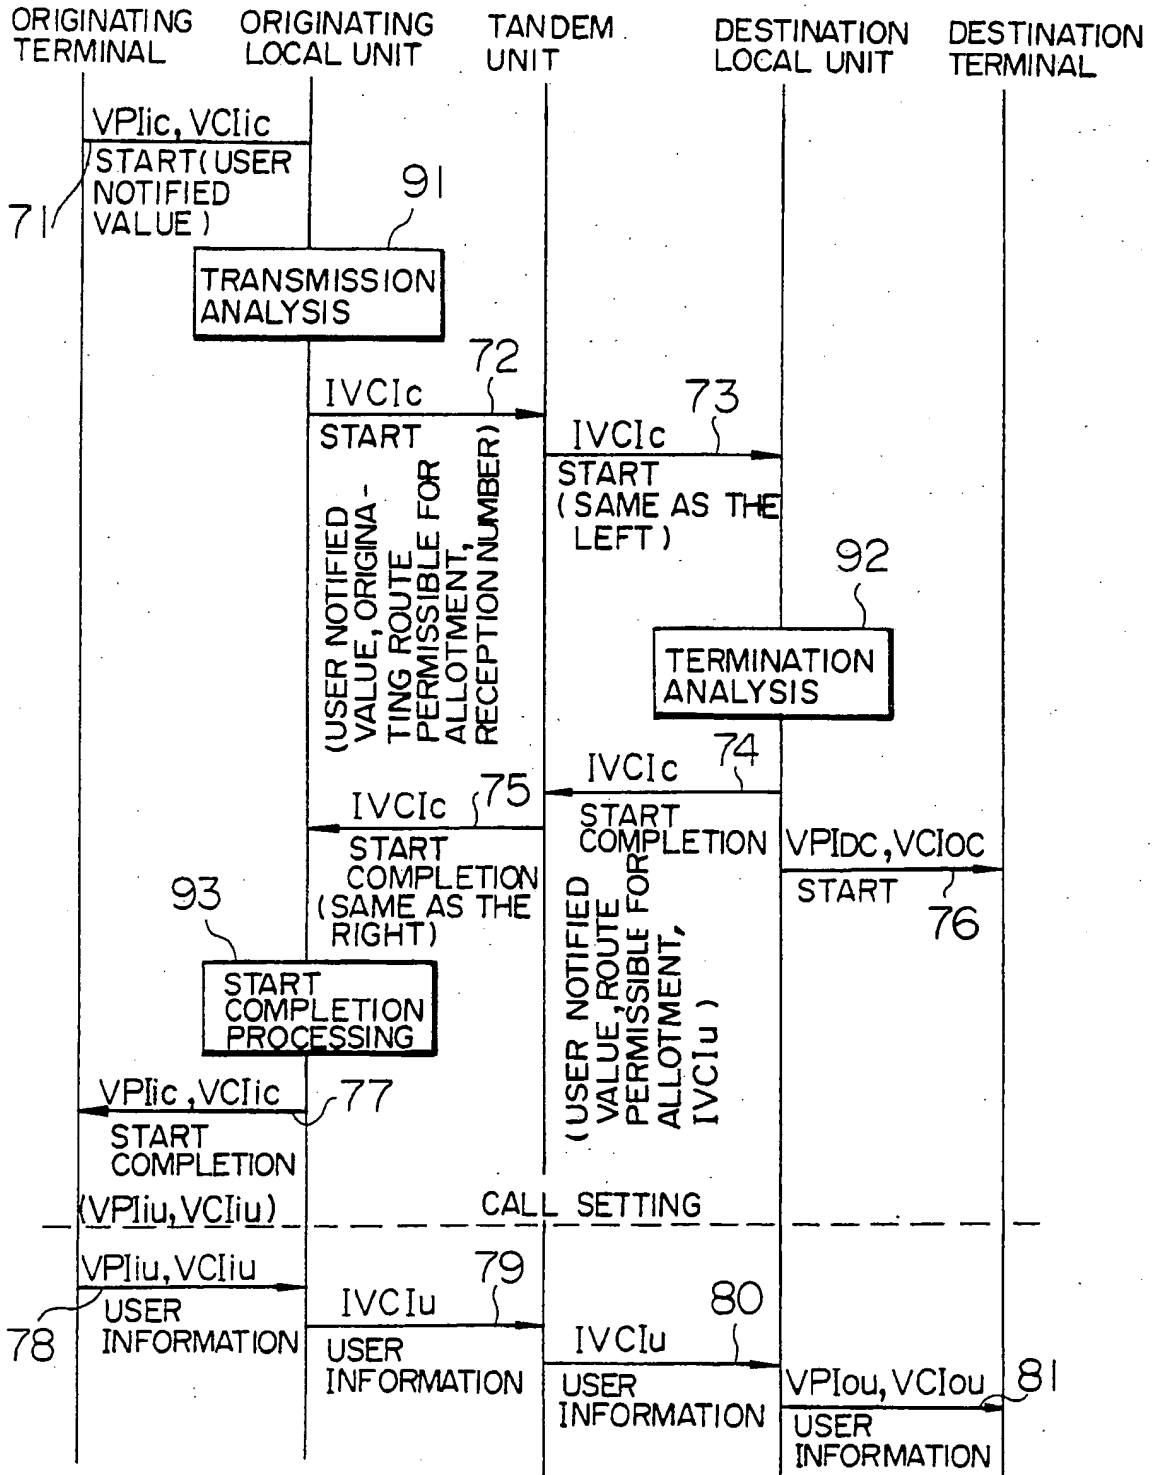 ORIGINATING
TERMINAL
ORIGINATING
LOCAL UNIT
TANDEM
UNIT
DESTINATION
LOCAL UNIT
DESTINATION
TERMINAL
VPIic, VCIic
START(USER
NOTIFIED
VALUE)
71
91
TRANSMISSION
ANALYSIS
IVCIc
72
START
(USER NOTIFIED
VALUE, ORIGINA-
TING ROUTE
PERMISSIBLE FOR
ALLOTMENT,
RECEPTION NUMBER)
IVCIc
73
START
(SAME AS THE
LEFT)
92
TERMINATION
ANALYSIS
IVCIc
74
START
COMPLETION
(USER NOTIFIED
VALUE, ROUTE
PERMISSIBLE FOR
ALLOTMENT,
IVCIu)
IVCIc
75
START
COMPLETION
(SAME AS THE
RIGHT)
VPIDC, VCIOC
START
76
93
START
COMPLETION
PROCESSING
VPIic, VCIic
77
START
COMPLETION
(VPIiu, VCIiu)
CALL SETTING
VPIiu, VCIiu
78
USER
INFORMATION
IVCIu
79
USER
INFORMATION
IVCIu
80
USER
INFORMATION
VPIou, VCIou
81
USER
INFORMATION